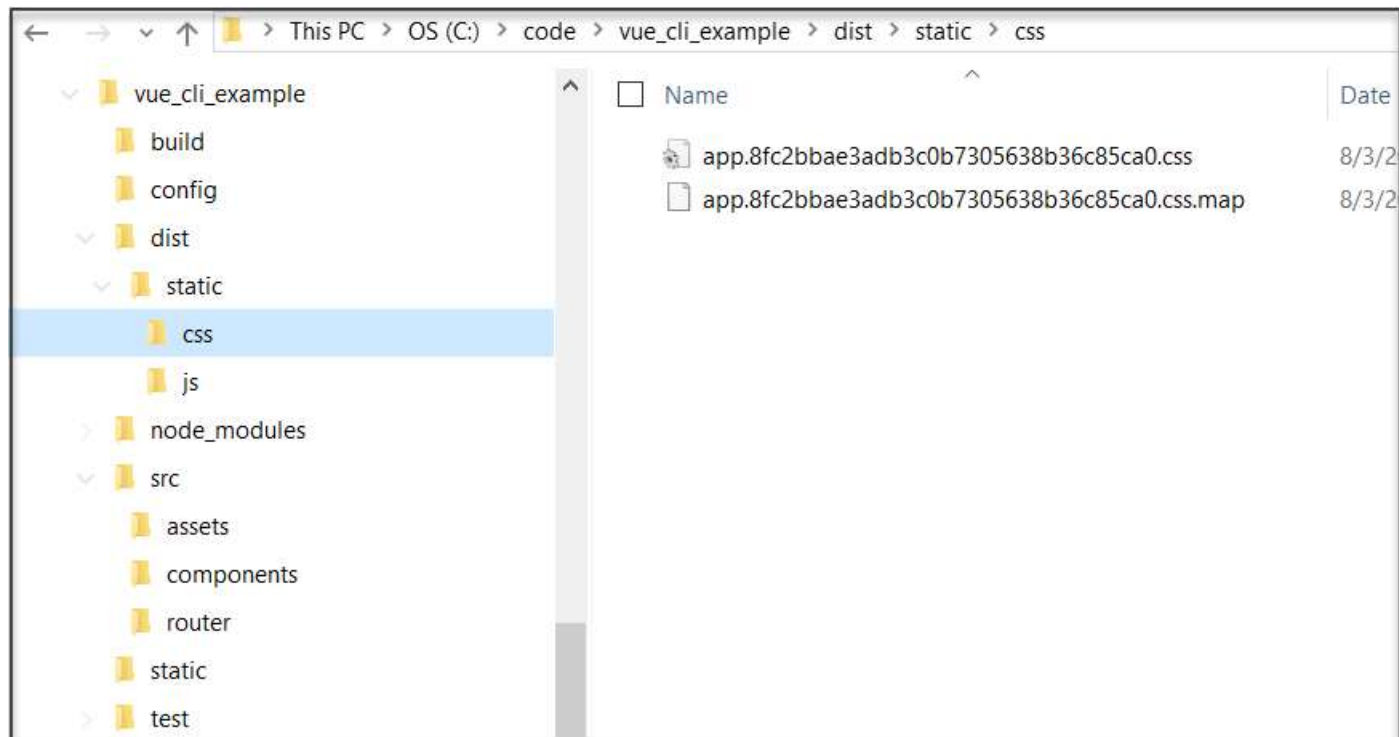 This PC > OS (C:) > code > vue_cli_example > dist > static > css
vue_cli_example
build
config
dist
static
css
js
node_modules
src
assets
components
router
static
test
Name
Date
app.8fc2bbae3adb3c0b7305638b36c85ca0.css
8/3/2
app.8fc2bbae3adb3c0b7305638b36c85ca0.css.map
8/3/2